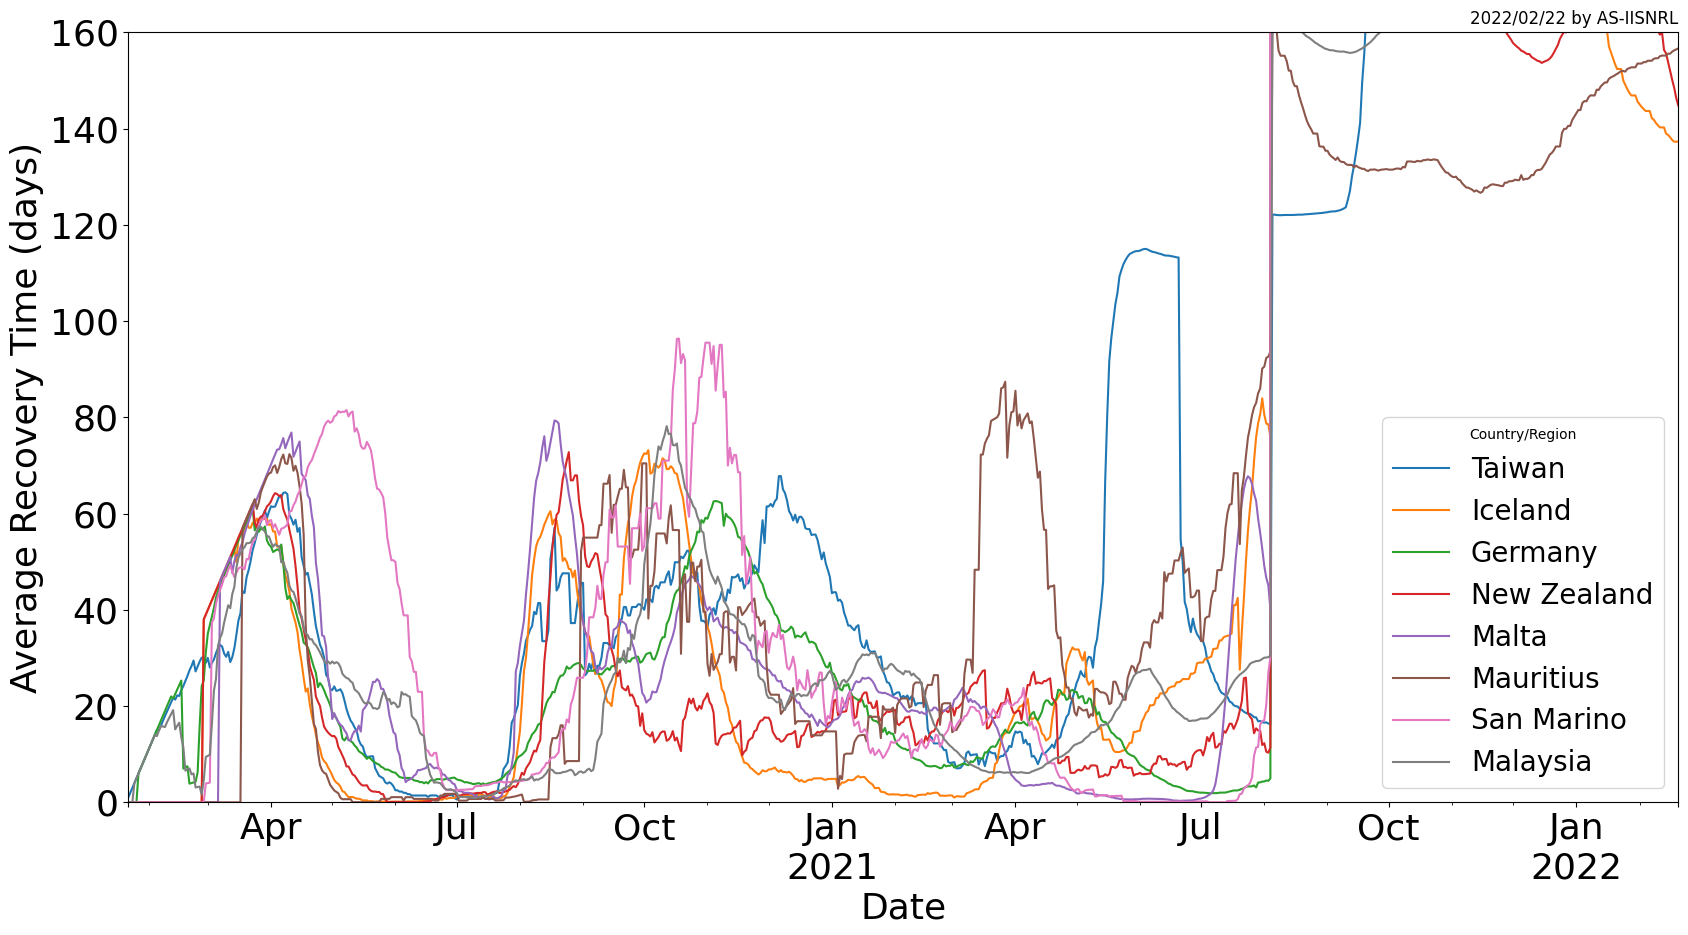 2022/02/22 by AS-IISNRL
160
140
120
100
80
60
40
20
0
Average Recovery Time (days)
Country/Region
Taiwan
Iceland
Germany
New Zealand
Malta
Mauritius
San Marino
Malaysia
Apr Jul Oct Jan Apr Jul Oct Jan
2021 2022
Date